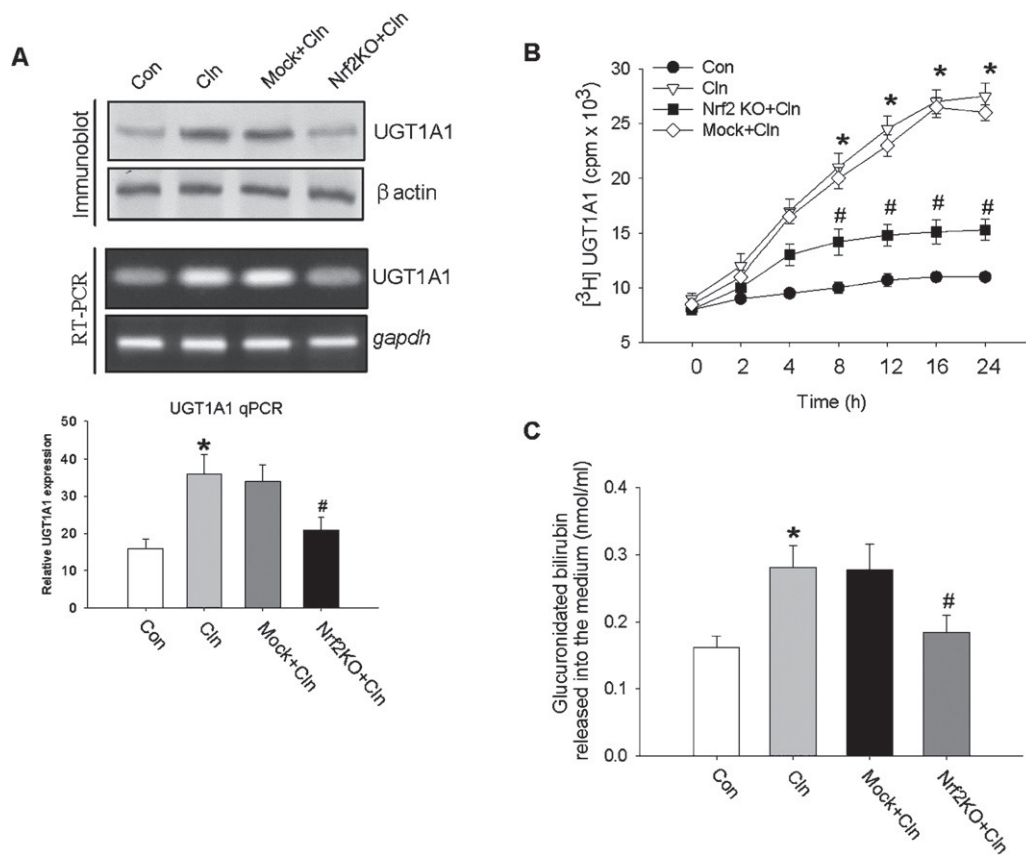 A
Con
Cln
Mock+Cln
Nrf2KO+Cln
Immunoblot
UGT1A1
β actin
RT-PCR
UGT1A1
gapdh
UGT1A1 qPCR
Relative UGT1A1 expression
50
40
30
20
10
0
*
#
Con
Cln
Mock+Cln
Nrf2KO+Cln
B
Con
Cln
Nrf2 KO+Cln
Mock+Cln
[³H] UGT1A1 (cpm x 10³)
30
25
20
15
10
5
* * * *
# # # #
0 2 4 8 12 16 24
Time (h)
C
Glucuronidated bilirubin
released into the medium (nmol/ml)
0.4
0.3
0.2
0.1
0.0
*
#
Con
Cln
Mock+Cln
Nrf2KO+Cln